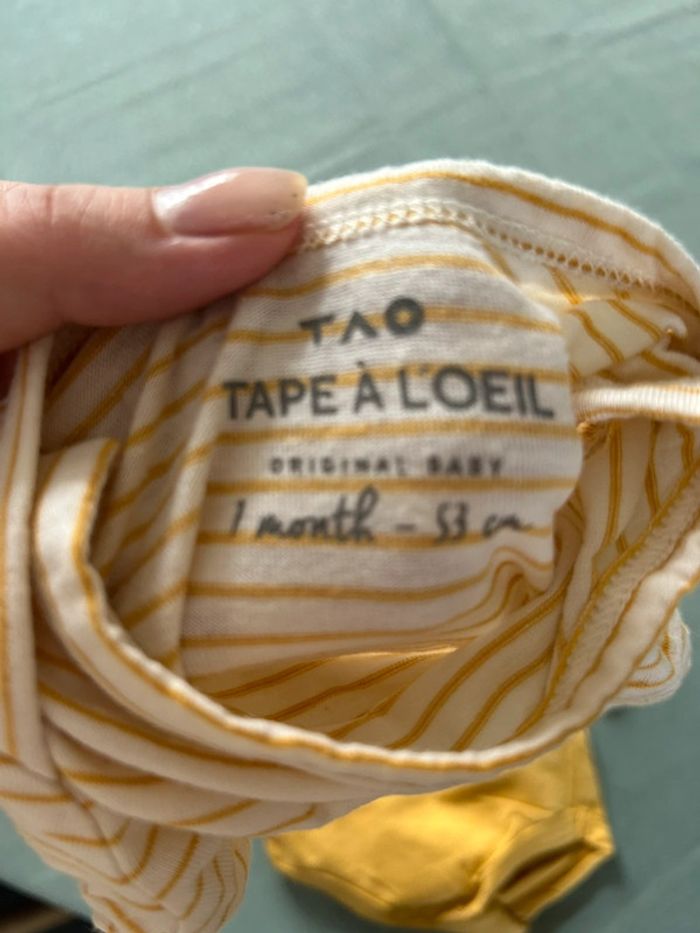 TAO
TAPE À L'OEIL
ORIGINAL BABY
1 month - 53 cm